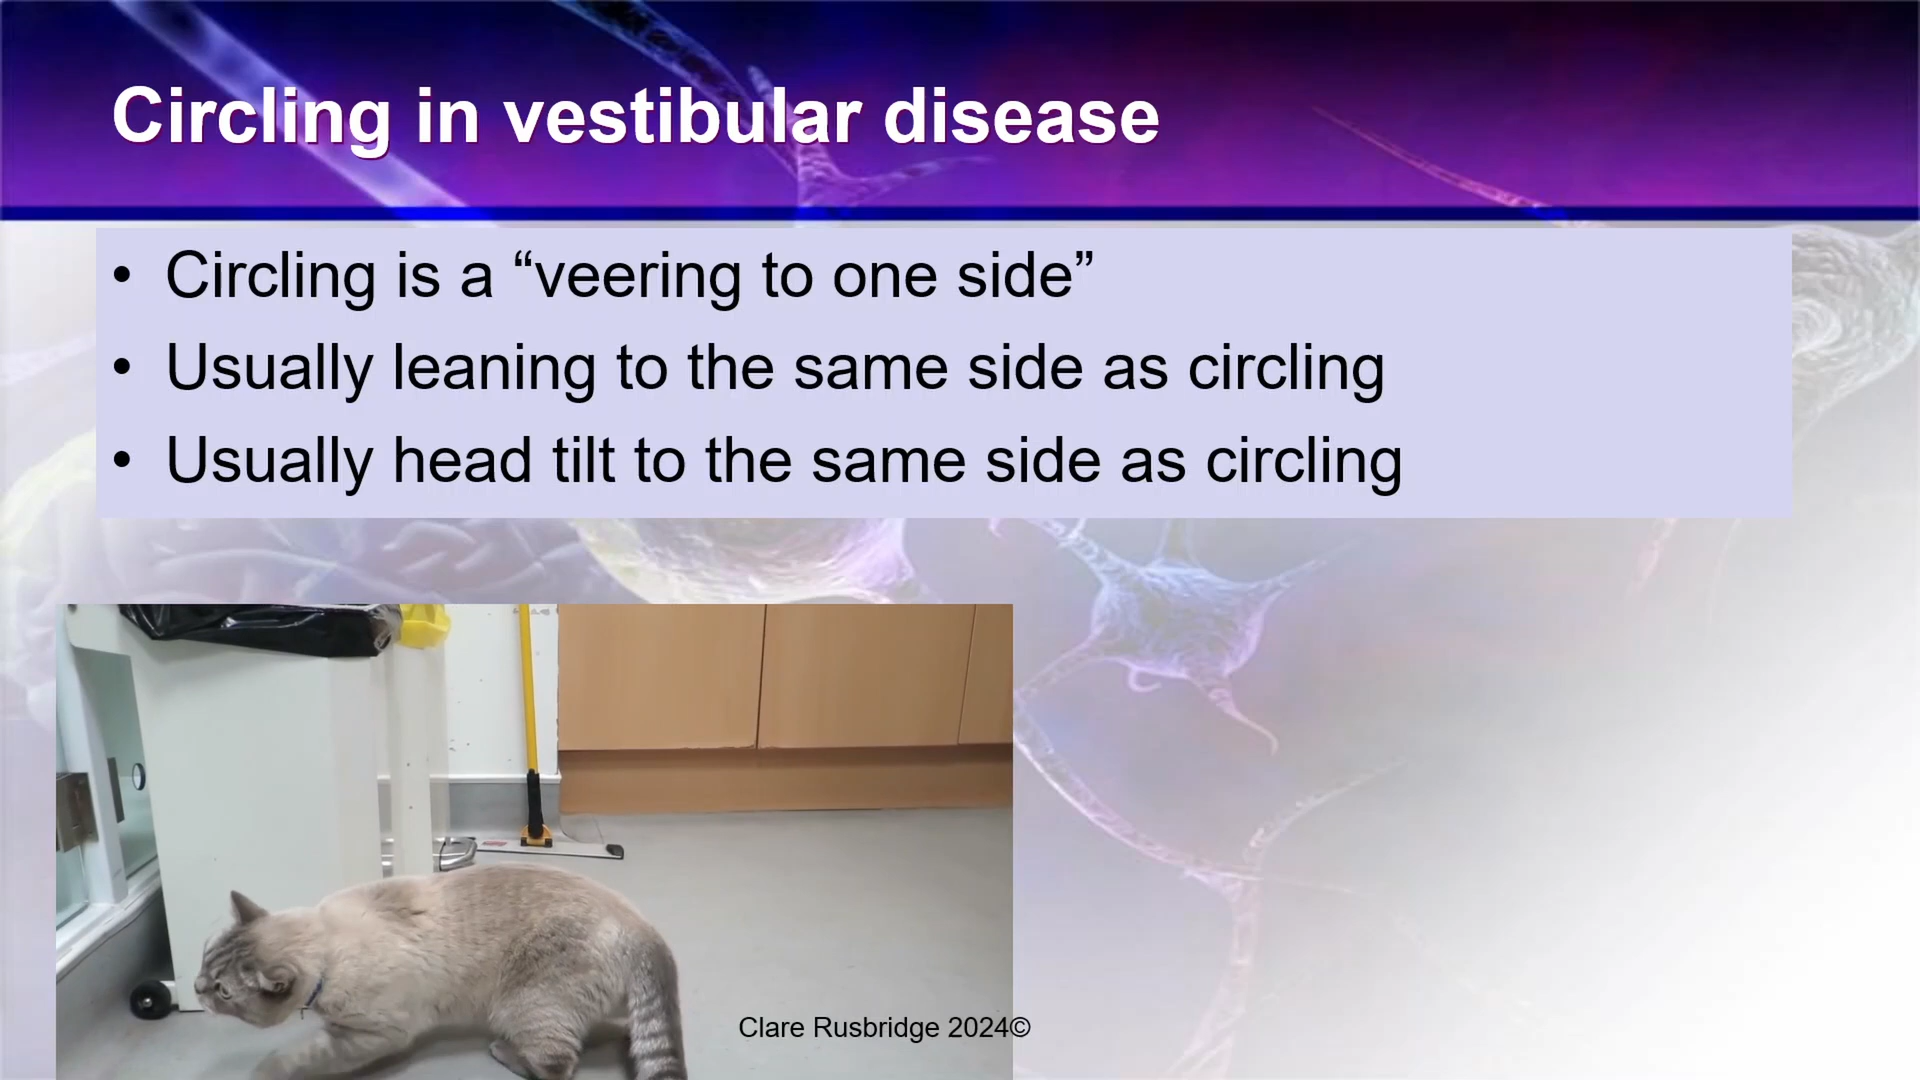 Circling in vestibular disease
• Circling is a “veering to one side”
• Usually leaning to the same side as circling
• Usually head tilt to the same side as circling
Clare Rusbridge 2024©